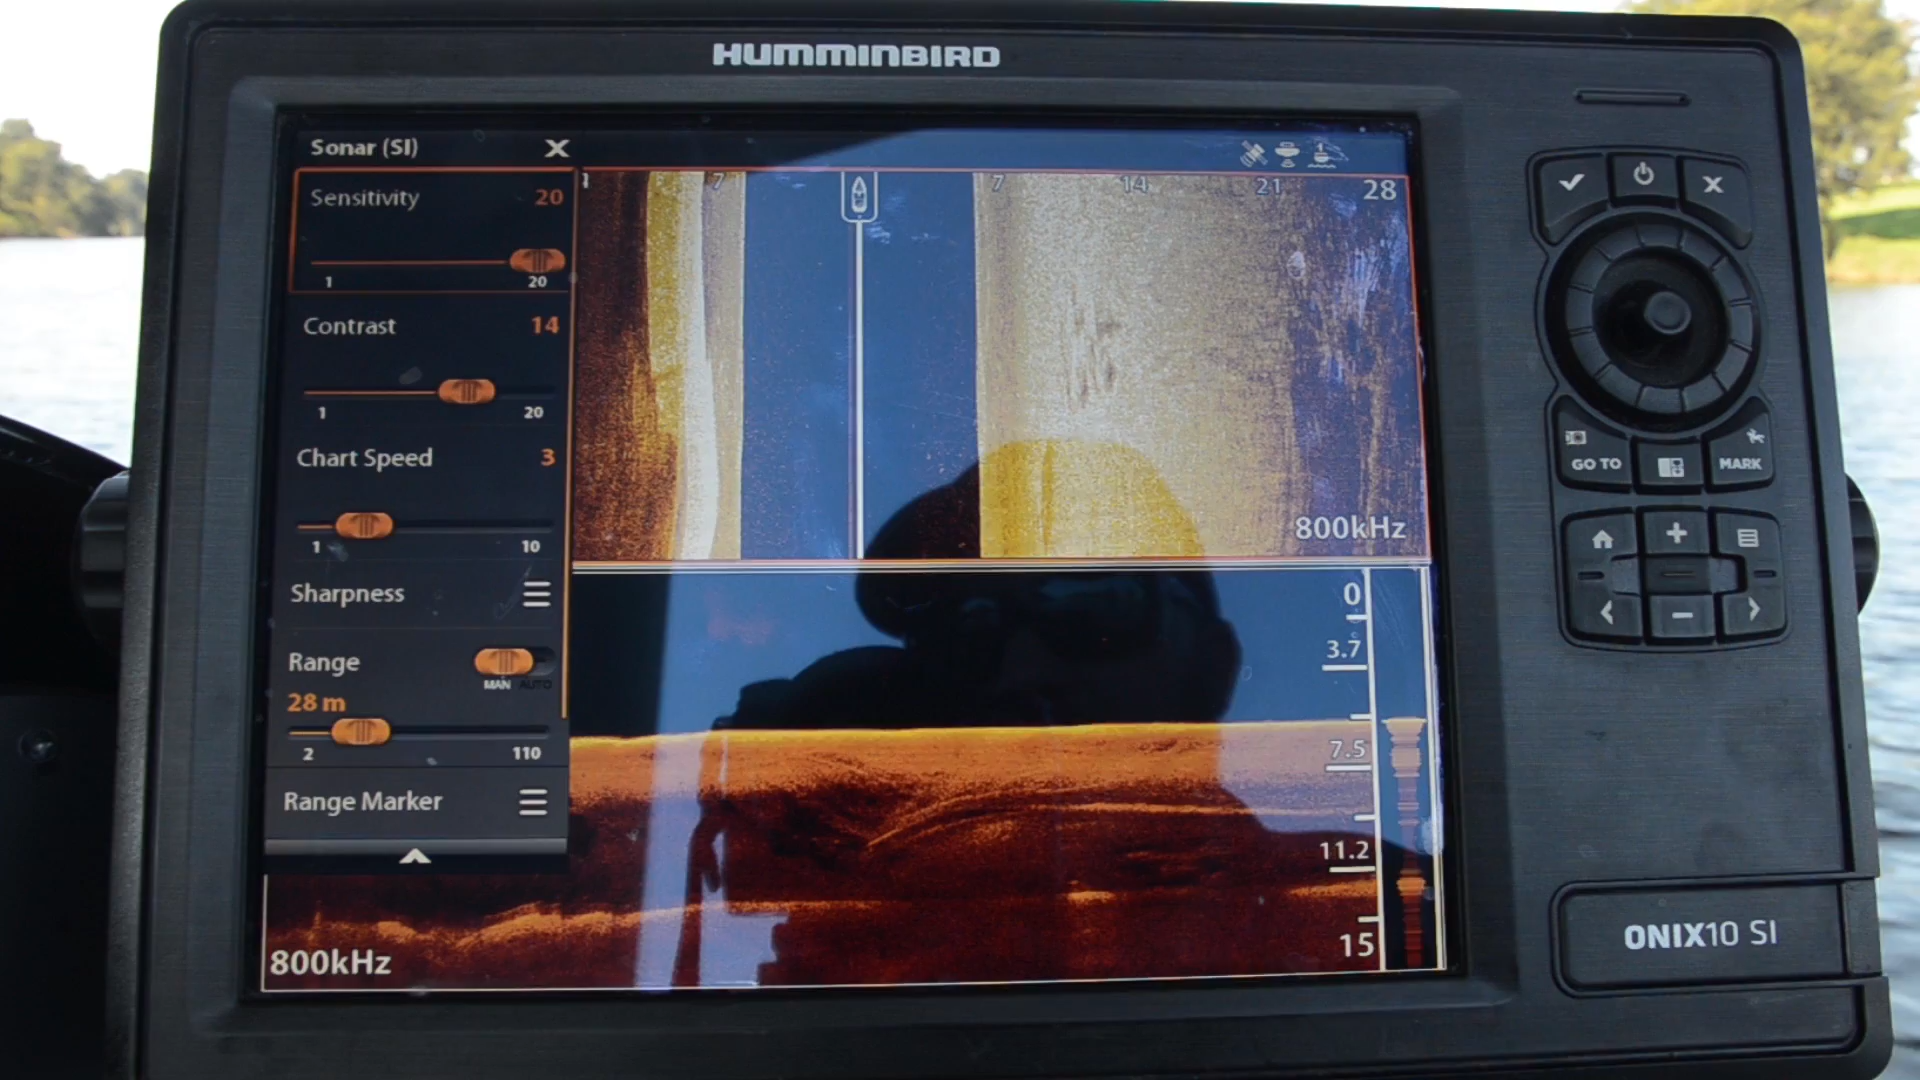 HUMMINBIRD
Sonar (SI) X
Sensitivity 20
1 20
Contrast 14
1 20
Chart Speed 3
1 10
Sharpness
Range
MAN AUTO
28 m
2 110
Range Marker
7 7 14 21 28
800kHz
0
3.7
7.5
11.2
15
800kHz
GO TO MARK
ONIX10 SI